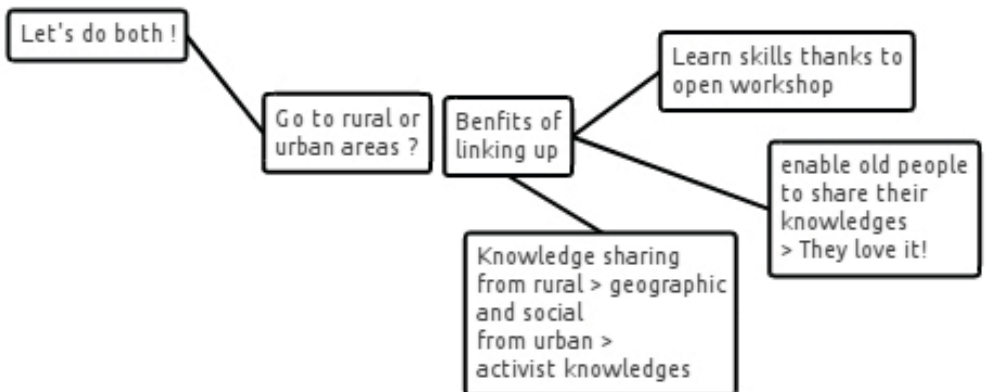 Let's do both !
Go to rural or
urban areas ?
Benfits of
linking up
Learn skills thanks to
open workshop
enable old people
to share their
knowledges
> They love it!
Knowledge sharing
from rural > geographic
and social
from urban >
activist knowledges